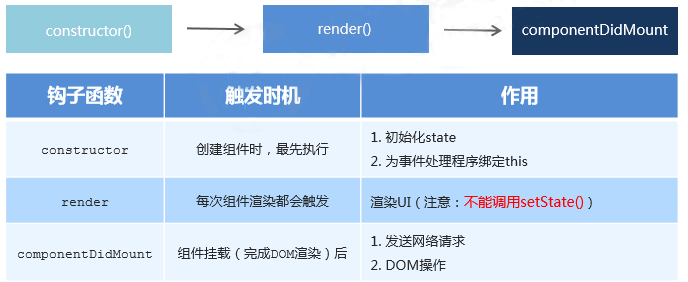 constructor()
render()
componentDidMount
钩子函数 触发时机 作用
constructor 创建组件时，最先执行
1. 初始化state
2. 为事件处理程序绑定this
render 每次组件渲染都会触发 渲染UI（注意：不能调用setState()）
componentDidMount 组件挂载（完成DOM渲染）后
1. 发送网络请求
2. DOM操作